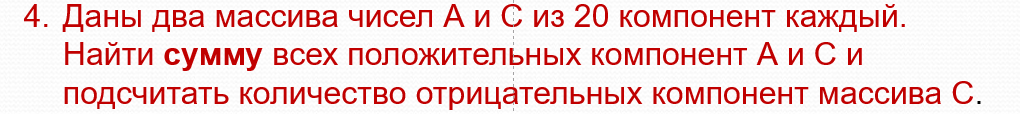 4. Даны два массива чисел А и С из 20 компонент каждый.
Найти сумму всех положительных компонент А и С и
подсчитать количество отрицательных компонент массива С.